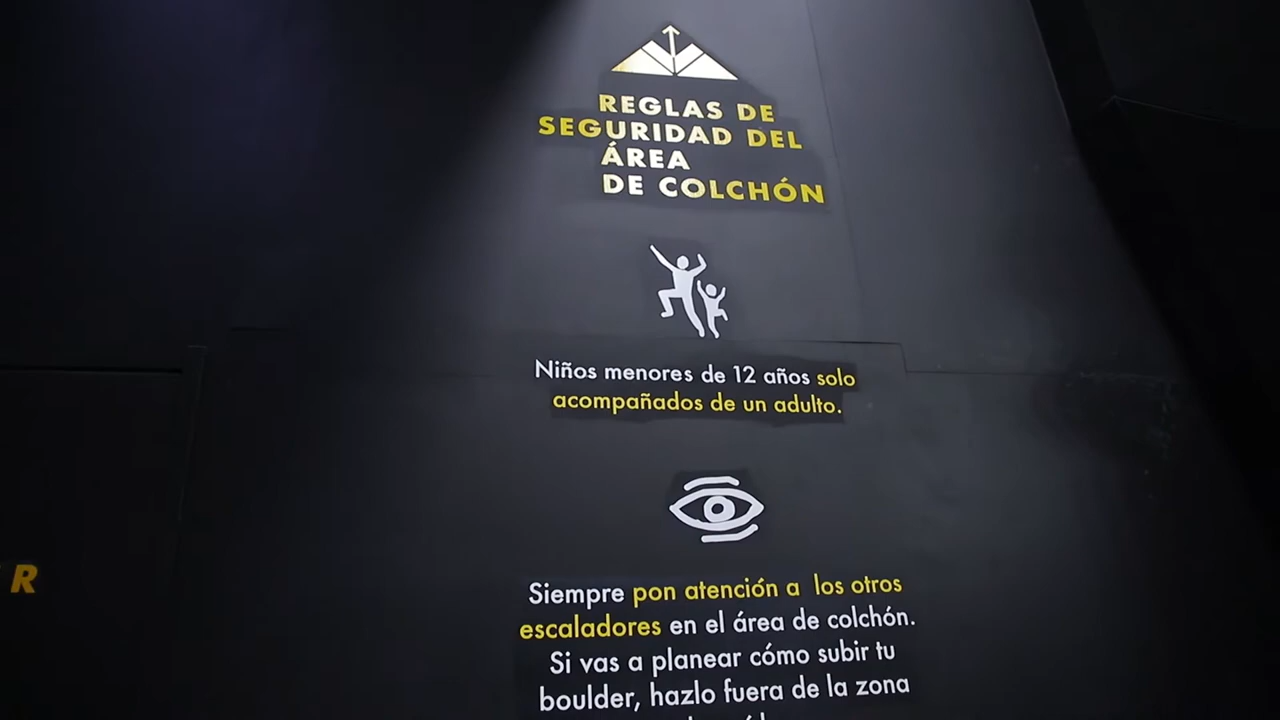 REGLAS DE
SEGURIDAD DEL
ÁREA
DE COLCHÓN
Niños menores de 12 años solo
acompañados de un adulto.
Siempre pon atención a los otros
escaladores en el área de colchón.
Si vas a planear cómo subir tu
boulder, hazlo fuera de la zona
R